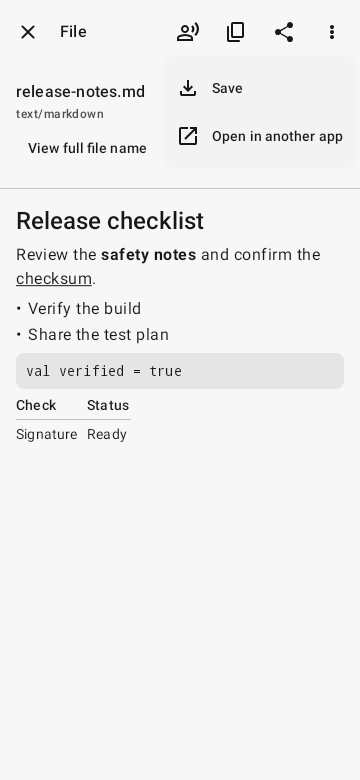 File
Save
Open in another app
release-notes.md
text/markdown
View full file name
Release checklist
Review the safety notes and confirm the
checksum.
• Verify the build
• Share the test plan
val verified = true
Check Status
Signature Ready